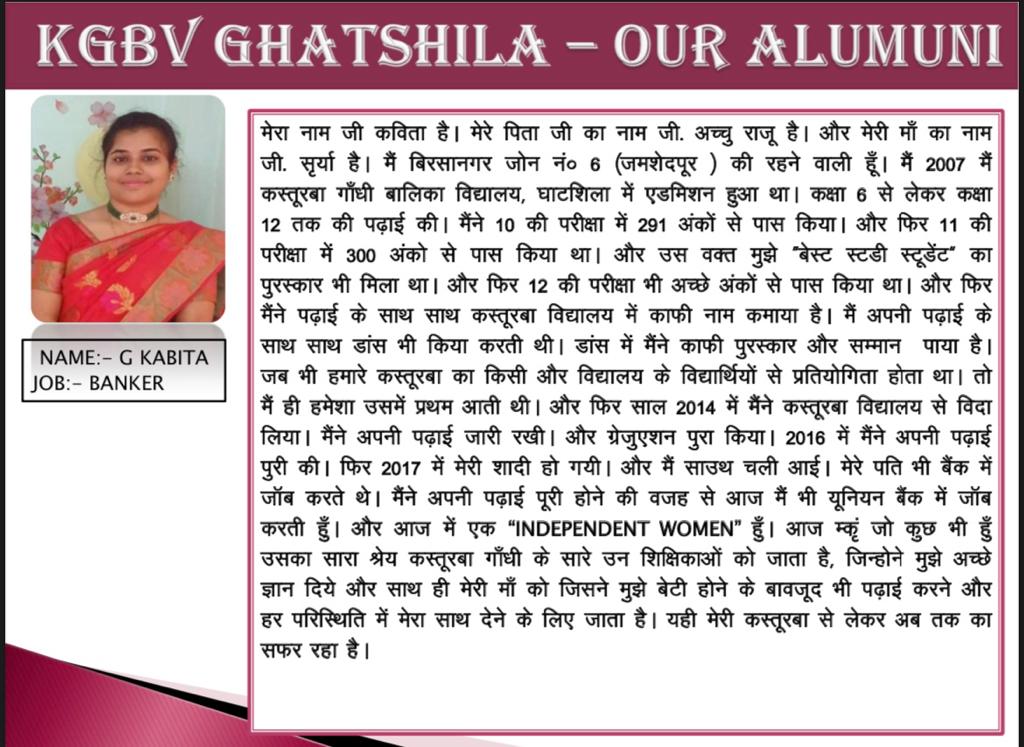 KGBV GHATSHILA – OUR ALUMUNI
मेरा नाम जी कविता है। मेरे पिता जी का नाम जी. अच्चु राजू है। और मेरी माँ का नाम
जी. सृर्या है। मैं बिरसानगर जोन नं० 6 (जमशेदपूर ) की रहने वाली हूँ। मैं 2007 मैं
कस्तूरबा गाँधी बालिका विद्यालय, घाटशिला में एडमिशन हुआ था। कक्षा 6 से लेकर कक्षा
12 तक की पढ़ाई की। मैंने 10 की परीक्षा में 291 अंकों से पास किया। और फिर 11 की
परीक्षा में 300 अंको से पास किया था। और उस वक्त मुझे "बेस्ट स्टडी स्टूडेंट" का
पुरस्कार भी मिला था। और फिर 12 की परीक्षा भी अच्छे अंकों से पास किया था। और फिर
मैंने पढ़ाई के साथ साथ कस्तूरबा विद्यालय में काफी नाम कमाया है। मैं अपनी पढ़ाई के
साथ साथ डांस भी किया करती थी। डांस में मैंने काफी पुरस्कार और सम्मान पाया है।
जब भी हमारे कस्तूरबा का किसी और विद्यालय के विद्यार्थियों से प्रतियोगिता होता था। तो
मैं ही हमेशा उसमें प्रथम आती थी। और फिर साल 2014 में मैंने कस्तूरबा विद्यालय से विदा
लिया। मैंने अपनी पढ़ाई जारी रखी। और ग्रेजुएशन पुरा किया। 2016 में मैंने अपनी पढ़ाई
पुरी की। फिर 2017 में मेरी शादी हो गयी। और मैं साउथ चली आई। मेरे पति भी बैंक में
जॉब करते थे। मैंने अपनी पढ़ाई पूरी होने की वजह से आज मैं भी यूनियन बैंक में जॉब
करती हुँ। और आज में एक "INDEPENDENT WOMEN" हुँ। आज म्कृं जो कुछ भी हुँ
उसका सारा श्रेय कस्तूरबा गाँधी के सारे उन शिक्षिकाओं को जाता है, जिन्होने मुझे अच्छे
ज्ञान दिये और साथ ही मेरी माँ को जिसने मुझे बेटी होने के बावजूद भी पढ़ाई करने और
हर परिस्थिति में मेरा साथ देने के लिए जाता है। यही मेरी कस्तूरबा से लेकर अब तक का
सफर रहा है।
NAME:- G KABITA
JOB:- BANKER